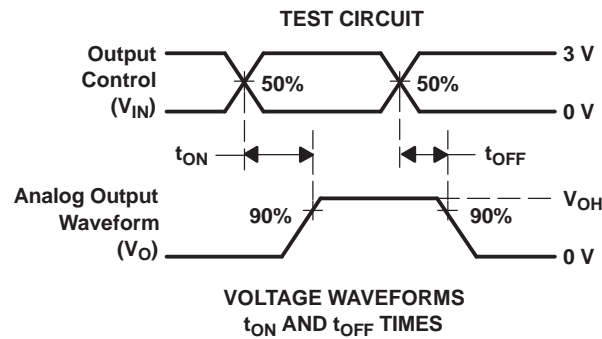 TEST CIRCUIT
Output
Control
(VIN)
50%
50%
3 V
0 V
tON
tOFF
Analog Output
Waveform
(VO)
90%
90%
VOH
0 V
VOLTAGE WAVEFORMS
tON AND tOFF TIMES